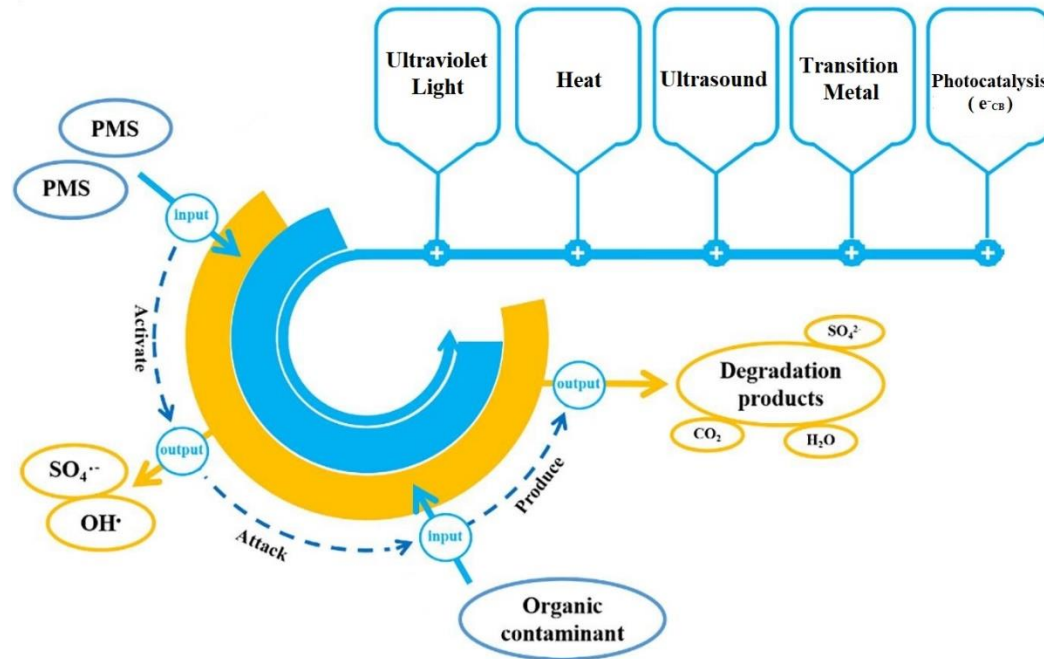 Ultraviolet
Light
Heat
Ultrasound
Transition
Metal
Photocatalysis
( e⁻CB )
PMS
PMS
input
Activate
output
SO₄·⁻
OH·
Attack
input
Organic
contaminant
Produce
output
SO₄²⁻
Degradation
products
CO₂
H₂O